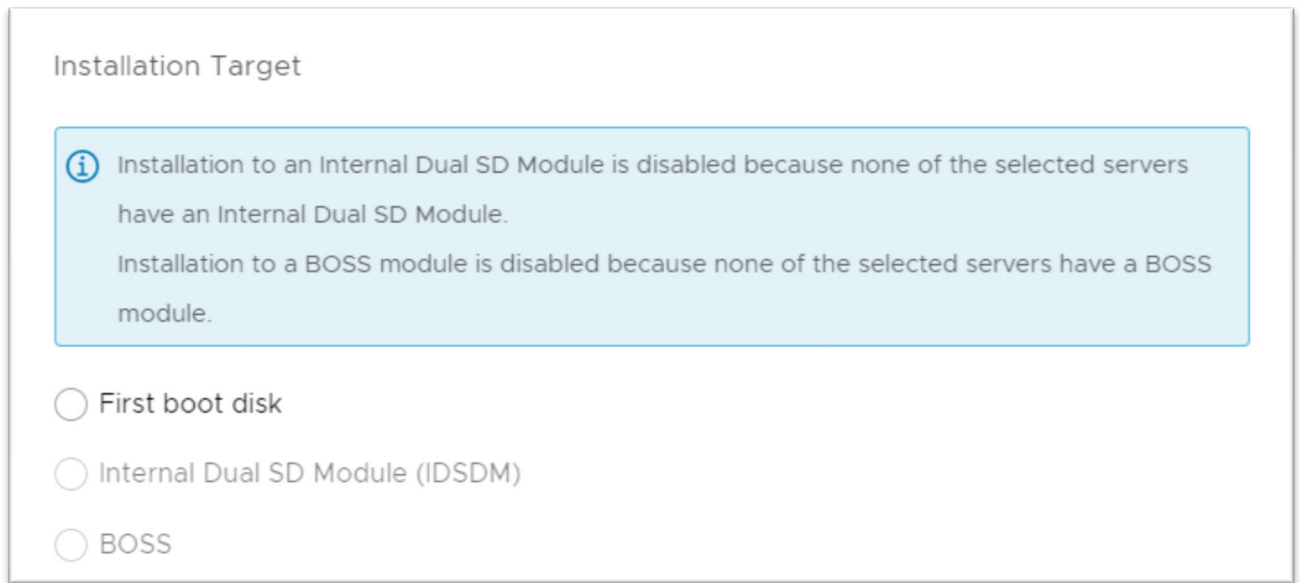 Installation Target
Installation to an Internal Dual SD Module is disabled because none of the selected servers
have an Internal Dual SD Module.
Installation to a BOSS module is disabled because none of the selected servers have a BOSS
module.
First boot disk
Internal Dual SD Module (IDSDM)
BOSS